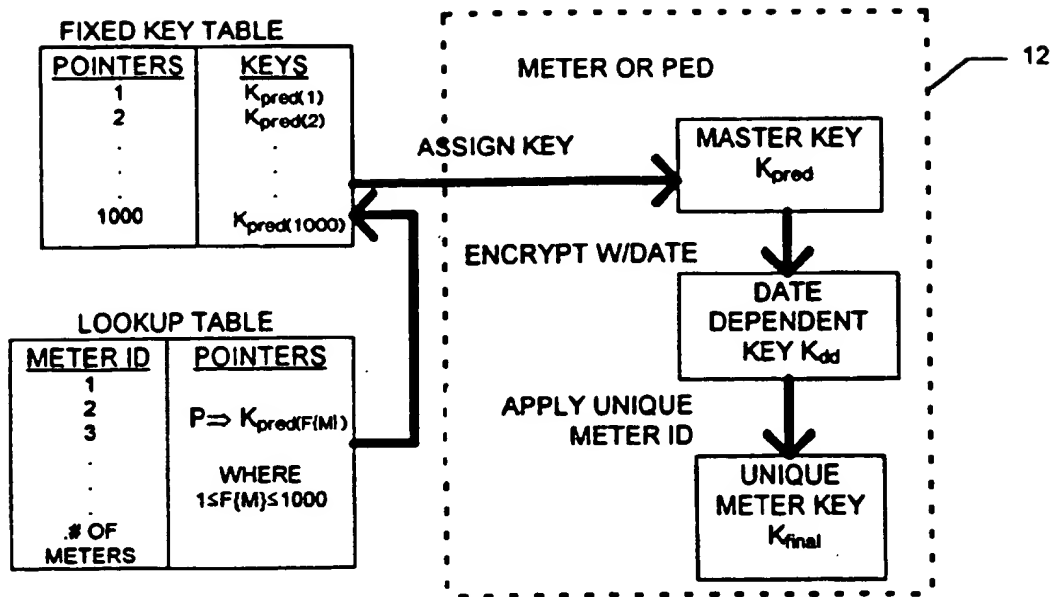 FIXED KEY TABLE
POINTERS KEYS
1 Kpred(1)
2 Kpred(2)
. .
. .
. .
1000 Kpred(1000)
LOOKUP TABLE
METER ID POINTERS
1
2
3
P⇒ Kpred(F{M})
WHERE
1≤F{M}≤1000
.
.
.# OF
METERS
ASSIGN KEY
METER OR PED
12
MASTER KEY
Kpred
ENCRYPT W/DATE
DATE
DEPENDENT
KEY Kdd
APPLY UNIQUE
METER ID
UNIQUE
METER KEY
Kfinal